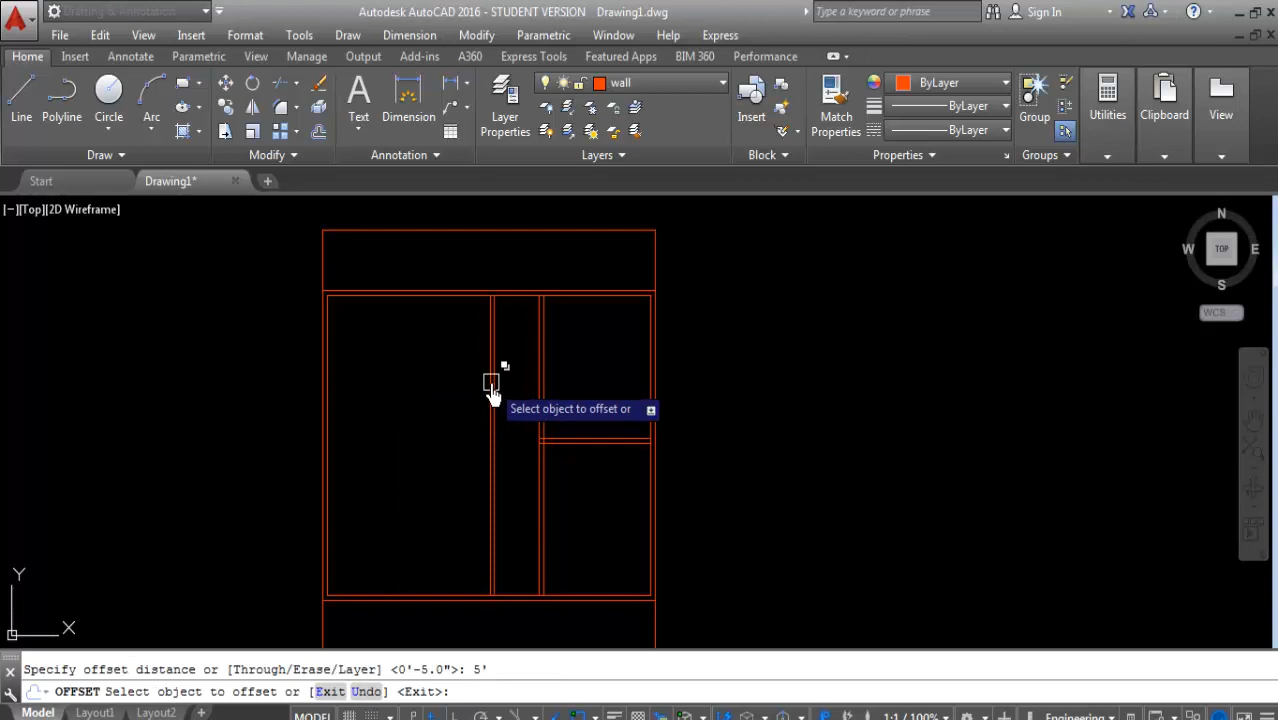 Drafting & Annotation
Autodesk AutoCAD 2016 - STUDENT VERSION Drawing1.dwg
Type a keyword or phrase
Sign In
File Edit View Insert Format Tools Draw Dimension Modify Parametric Window Help Express
Home Insert Annotate Parametric View Manage Output Add-ins A360 Express Tools Featured Apps BIM 360 Performance
wall
ByLayer
ByLayer
ByLayer
Line Polyline Circle Arc
Text Dimension
Layer Properties
Insert
Match Properties
Group
Utilities
Clipboard
View
Draw Modify Annotation Layers Block Properties Groups
Start Drawing1*
[−][Top][2D Wireframe]
N
W TOP E
S
WCS
Select object to offset or
Y
X
Specify offset distance or [Through/Erase/Layer] <0'-5.0">: 5'
OFFSET Select object to offset or [Exit Undo] <Exit>:
Model Layout1 Layout2 +
MODEL 1:1 / 100% Engineering